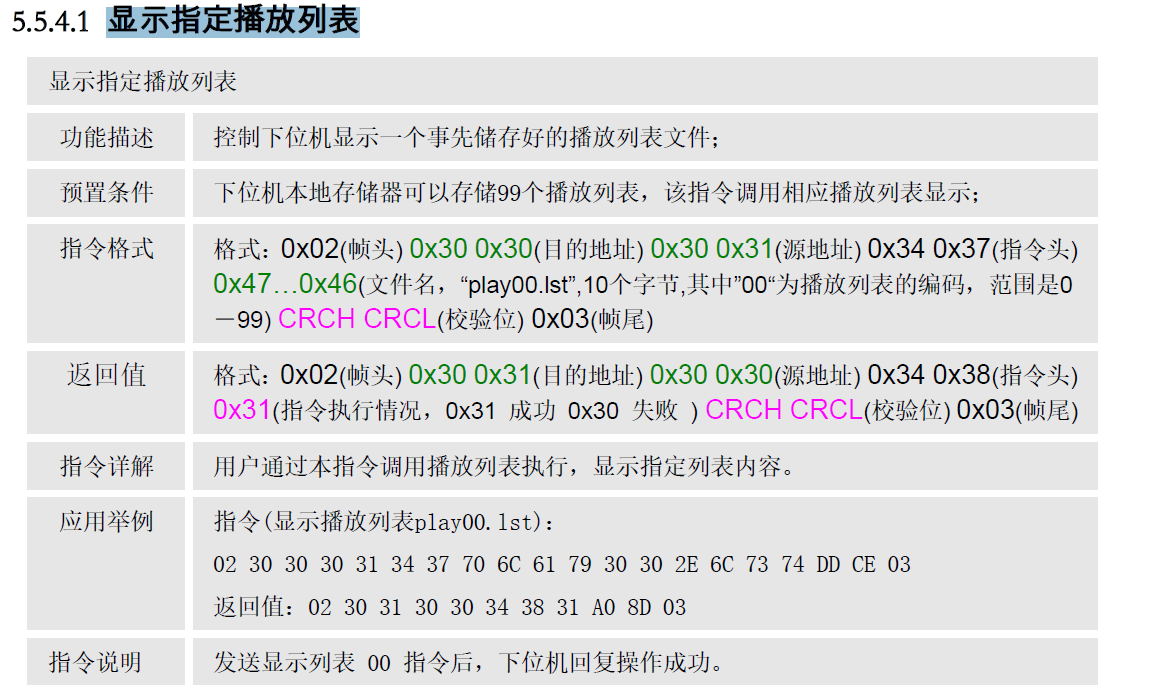 5.5.4.1 显示指定播放列表
显示指定播放列表
功能描述 控制下位机显示一个事先储存好的播放列表文件；
预置条件 下位机本地存储器可以存储99个播放列表，该指令调用相应播放列表显示；
指令格式 格式：0x02(帧头) 0x30 0x30(目的地址) 0x30 0x31(源地址) 0x34 0x37(指令头)
0x47…0x46(文件名，“play00.lst”,10个字节,其中”00“为播放列表的编码，范围是0
－99) CRCH CRCL(校验位) 0x03(帧尾)
返回值 格式：0x02(帧头) 0x30 0x31(目的地址) 0x30 0x30(源地址) 0x34 0x38(指令头)
0x31(指令执行情况，0x31 成功 0x30 失败 ) CRCH CRCL(校验位) 0x03(帧尾)
指令详解 用户通过本指令调用播放列表执行，显示指定列表内容。
应用举例 指令(显示播放列表play00.lst)：
02 30 30 30 31 34 37 70 6C 61 79 30 30 2E 6C 73 74 DD CE 03
返回值：02 30 31 30 30 34 38 31 A0 8D 03
指令说明 发送显示列表 00 指令后，下位机回复操作成功。